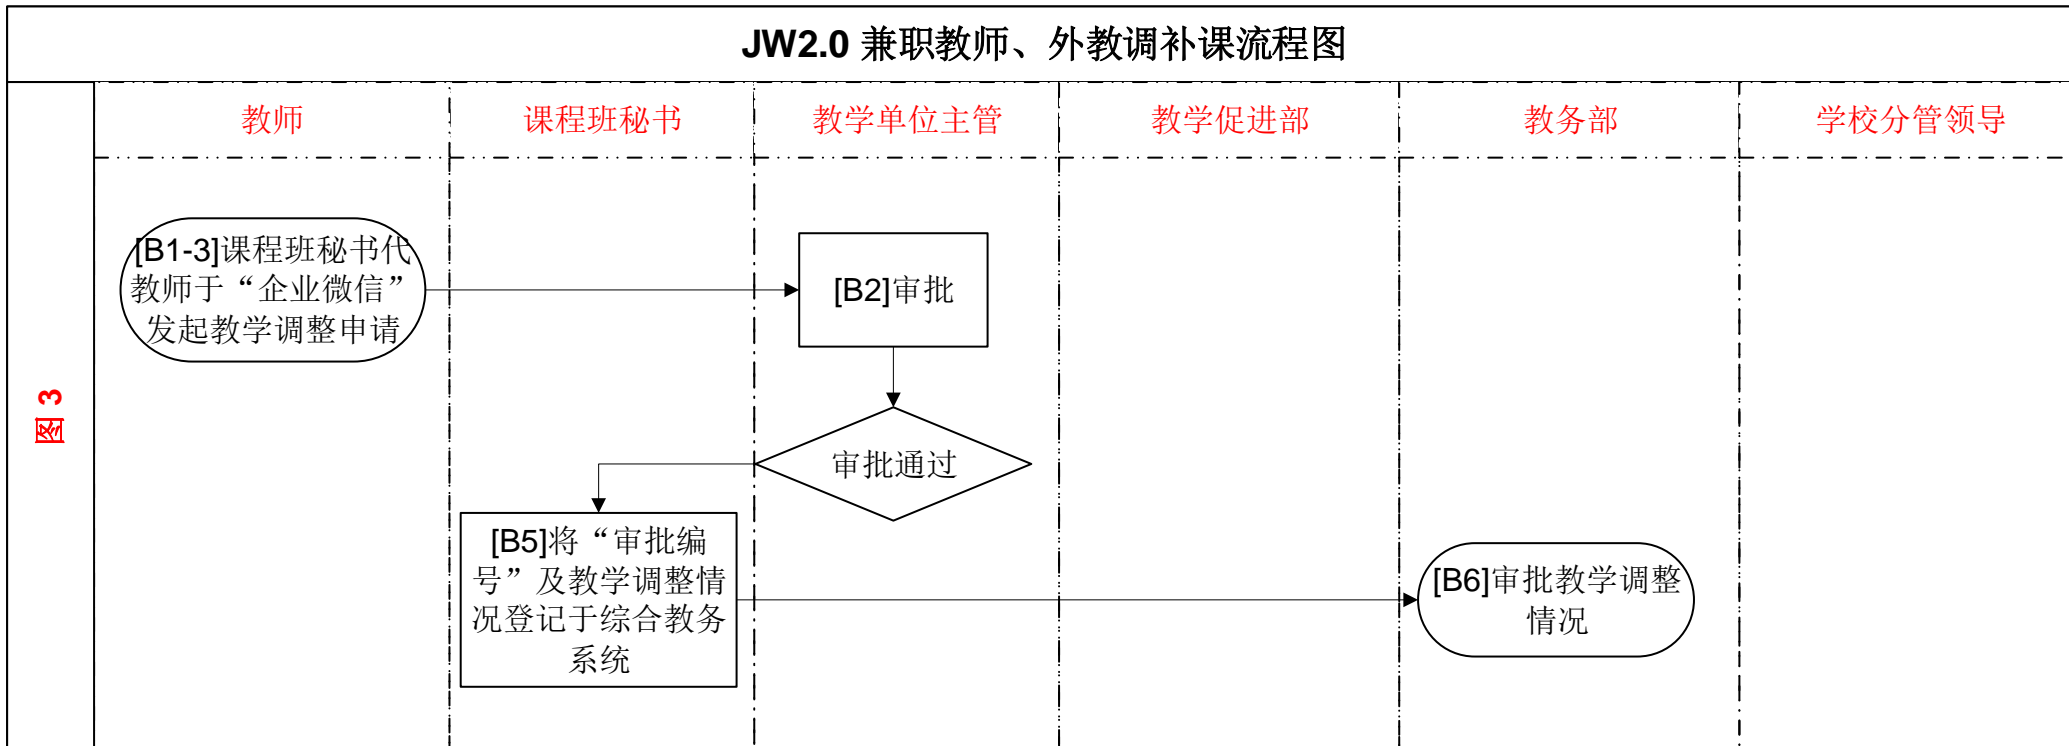 JW2.0 兼职教师、外教调补课流程图
教师
课程班秘书
教学单位主管
教学促进部
教务部
学校分管领导
图 3
[B1-3]课程班秘书代
教师于“企业微信”
发起教学调整申请
[B2]审批
审批通过
[B5]将“审批编
号”及教学调整情
况登记于综合教务
系统
[B6]审批教学调整
情况